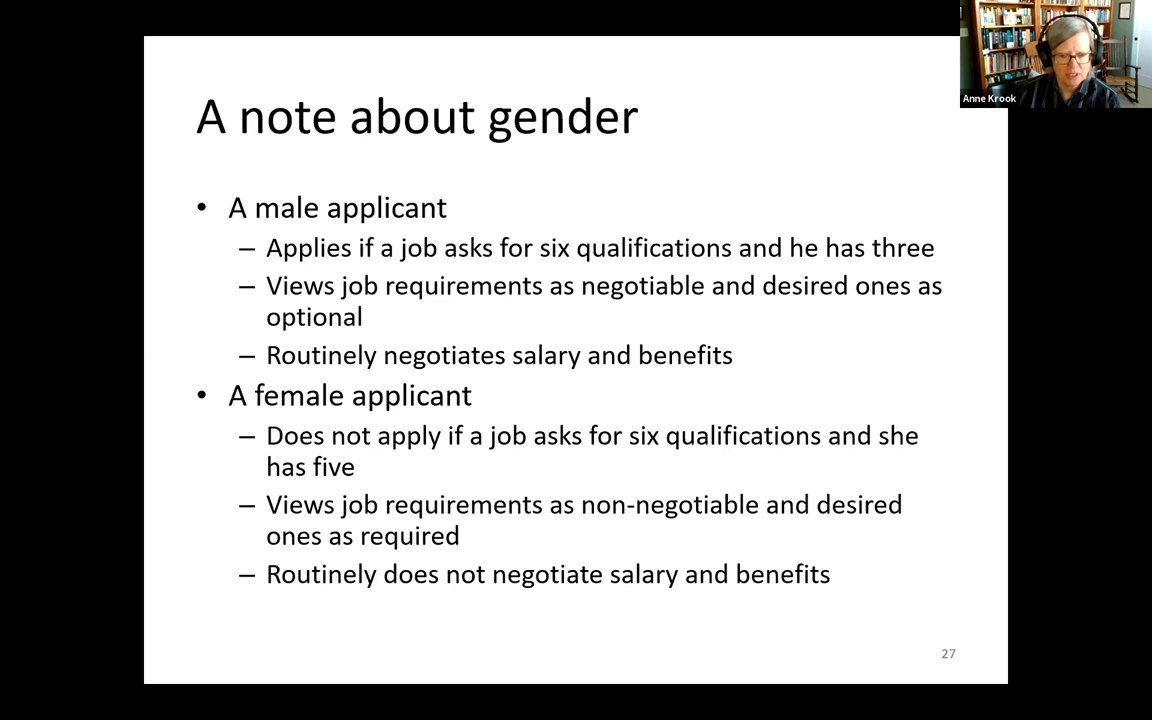 Anne Krook
A note about gender
• A male applicant
– Applies if a job asks for six qualifications and he has three
– Views job requirements as negotiable and desired ones as
optional
– Routinely negotiates salary and benefits
• A female applicant
– Does not apply if a job asks for six qualifications and she
has five
– Views job requirements as non-negotiable and desired
ones as required
– Routinely does not negotiate salary and benefits
27